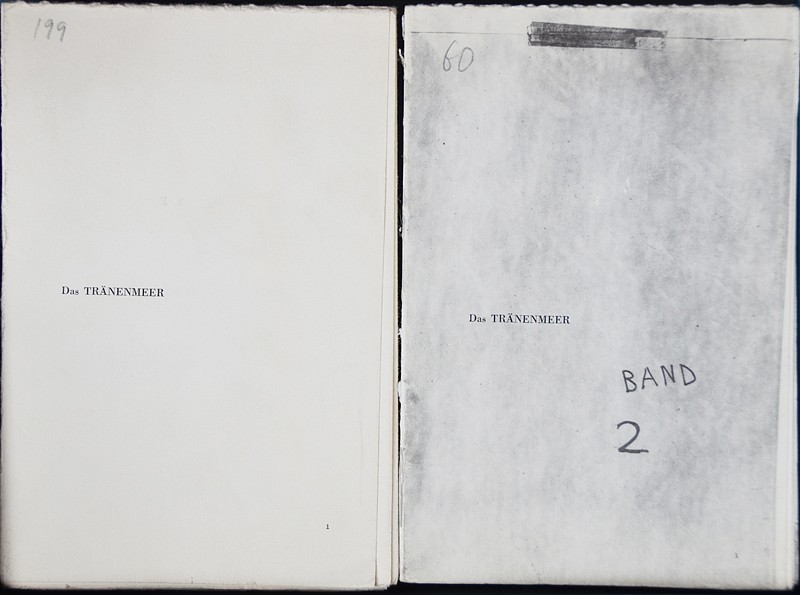 199
Das TRÄNENMEER
1
60
Das TRÄNENMEER
BAND
2